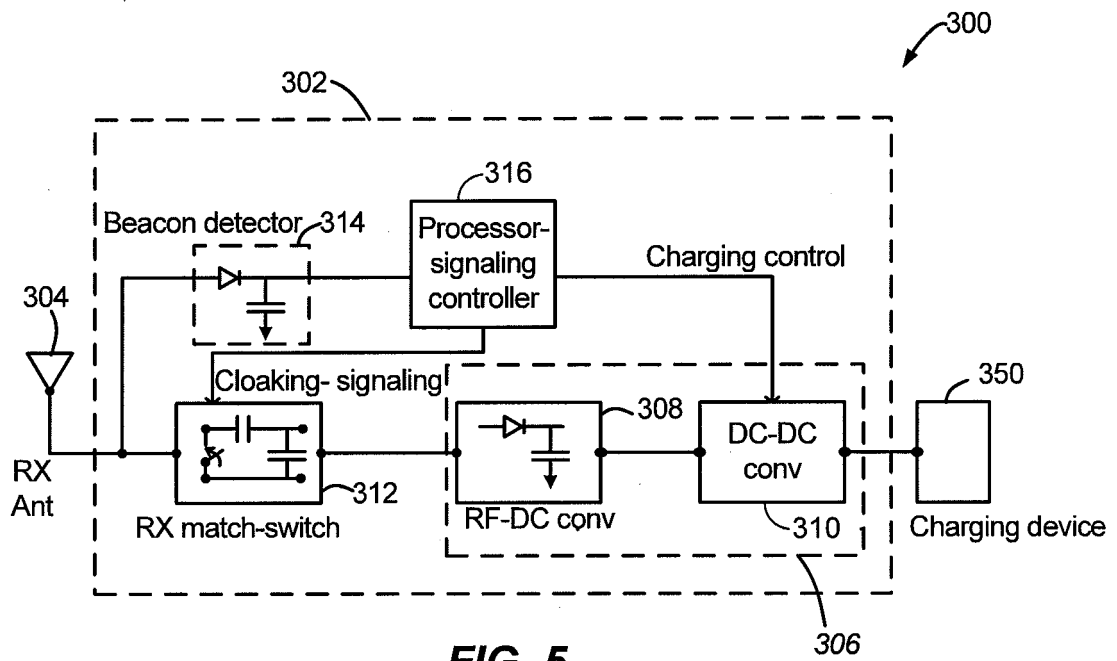 300
302
316
Beacon detector
314
Processor-
signaling
controller
Charging control
304
Cloaking- signaling
350
308
DC-DC
conv
RX
Ant
312
RX match-switch
RF-DC conv
310
Charging device
306
FIG. 5